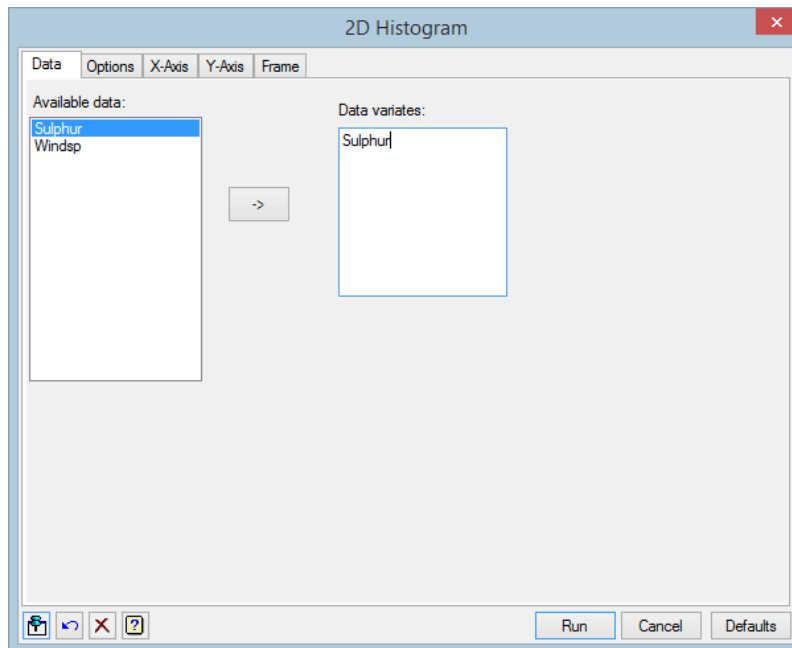 2D Histogram
Data Options X-Axis Y-Axis Frame
Available data:
Sulphur
Windsp
->
Data variates:
Sulphur
Run Cancel Defaults